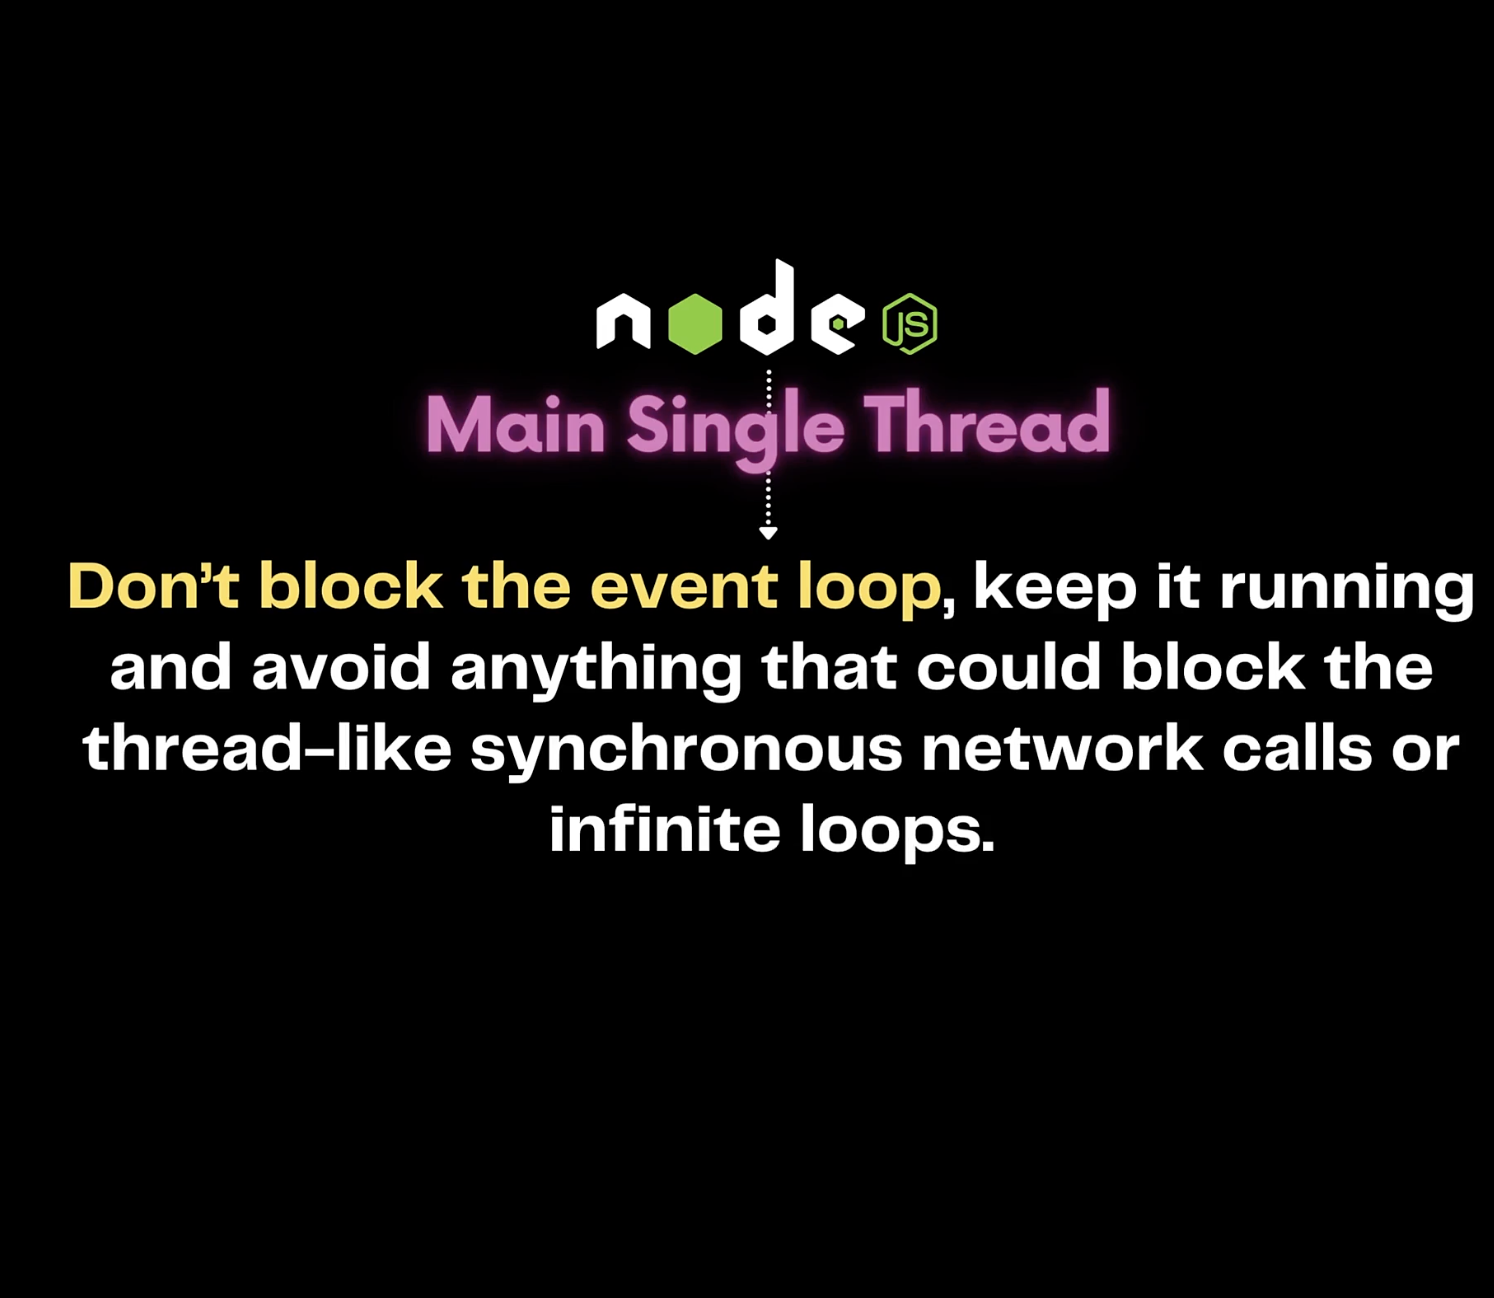 node JS
Main Single Thread
Don't block the event loop, keep it running
and avoid anything that could block the
thread–like synchronous network calls or
infinite loops.